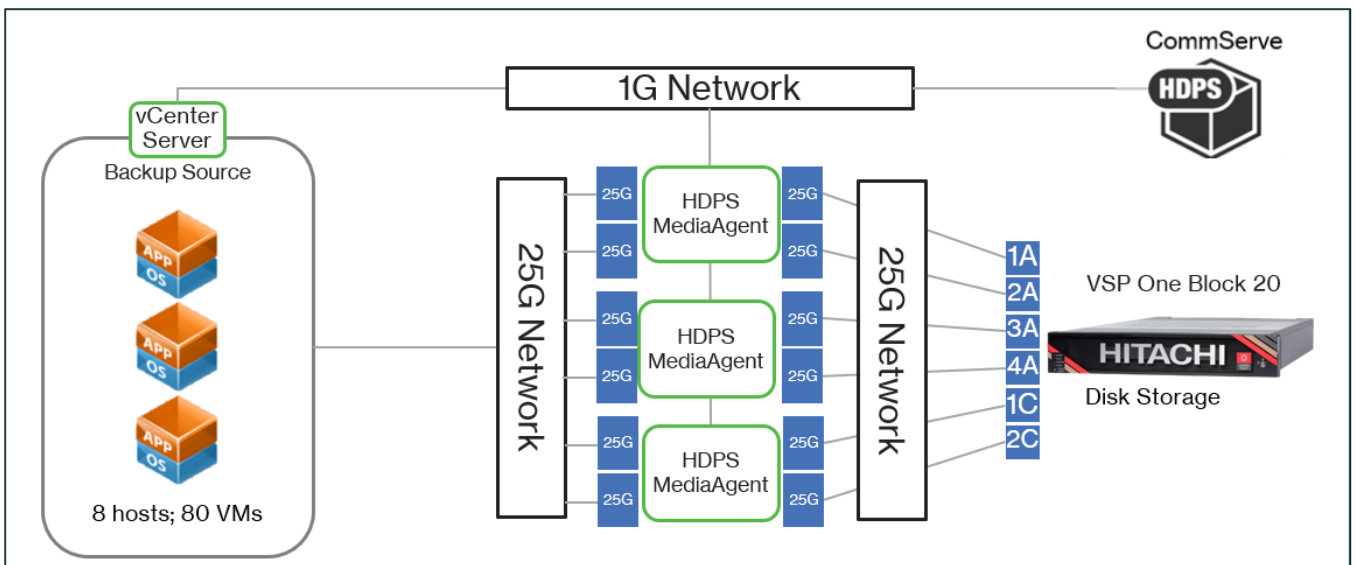 CommServe
HDPS
1G Network
vCenter
Server
Backup Source
APP
OS
APP
OS
APP
OS
8 hosts; 80 VMs
25G Network
25G
25G
25G
25G
25G
25G
HDPS
MediaAgent
HDPS
MediaAgent
HDPS
MediaAgent
25G
25G
25G
25G
25G
25G
25G Network
1A
2A
3A
4A
1C
2C
VSP One Block 20
HITACHI
Disk Storage